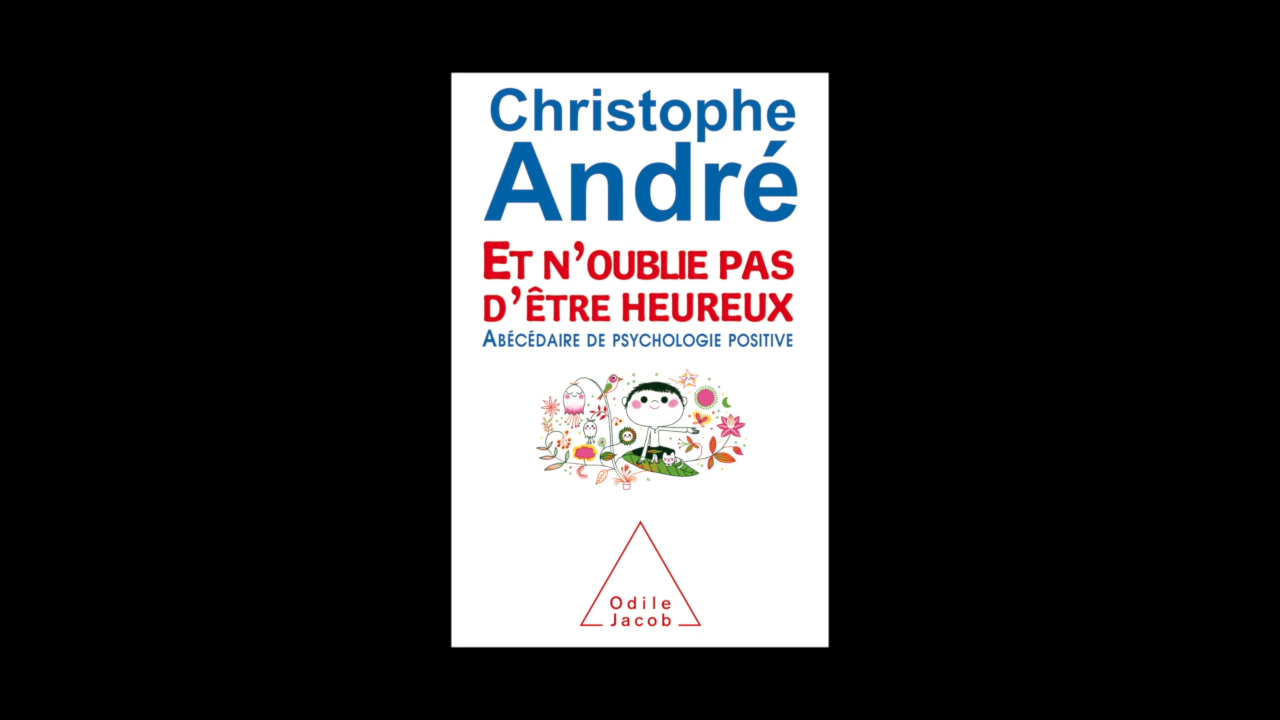 Christophe
André
ET N'OUBLIE PAS
D'ÊTRE HEUREUX
ABÉCÉDAIRE DE PSYCHOLOGIE POSITIVE
Odile
Jacob